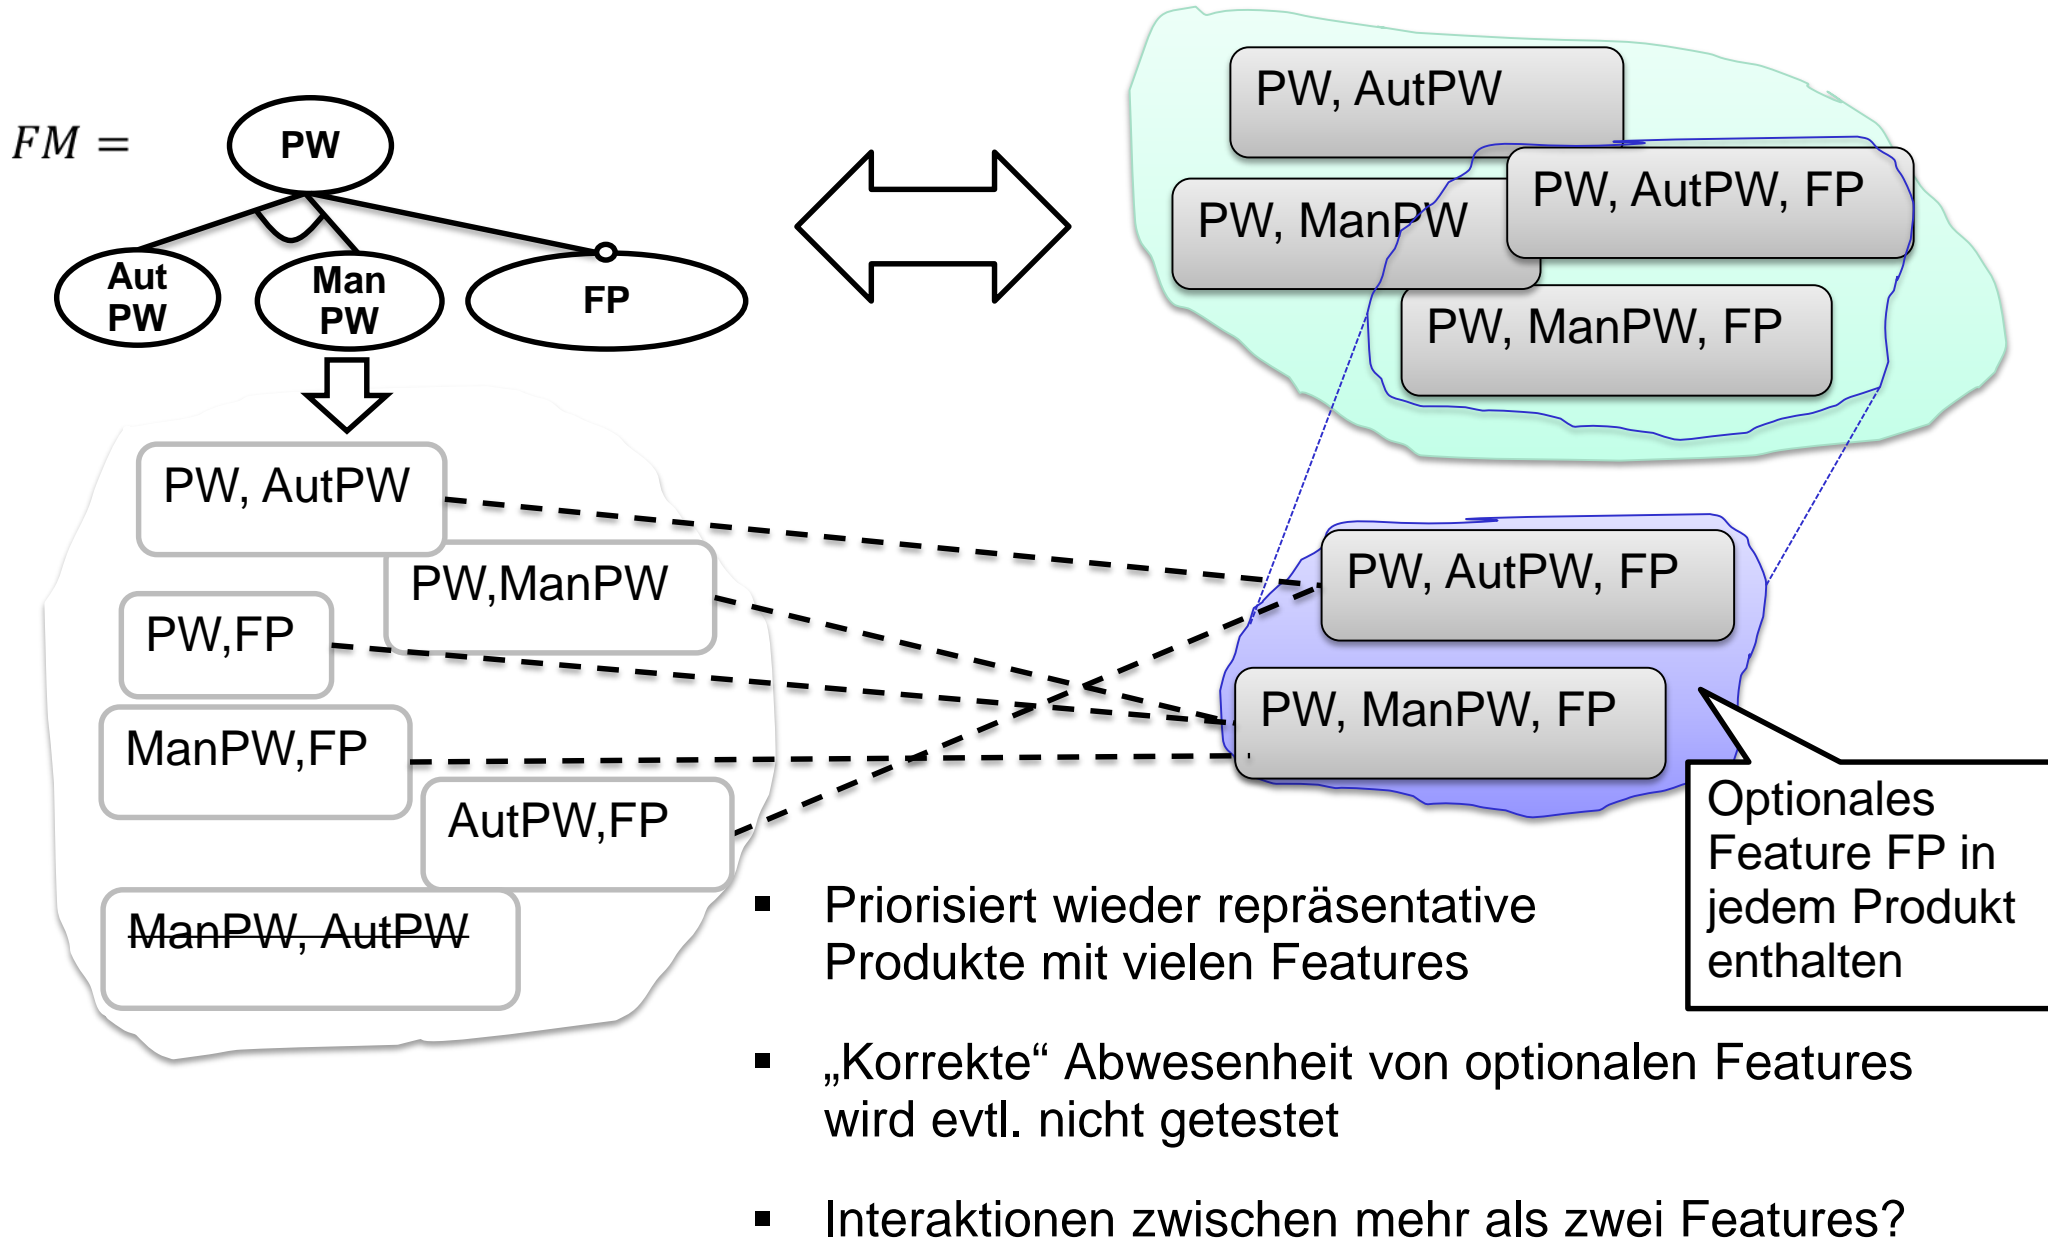 FM =
PW
Aut
PW
Man
PW
FP
PW, AutPW
PW, AutPW, FP
PW, ManPW
PW, ManPW, FP
PW, AutPW
PW,ManPW
PW,FP
ManPW,FP
AutPW,FP
ManPW, AutPW
PW, AutPW, FP
PW, ManPW, FP
Optionales
Feature FP in
jedem Produkt
enthalten
▪ Priorisiert wieder repräsentative
Produkte mit vielen Features
▪ „Korrekte“ Abwesenheit von optionalen Features
wird evtl. nicht getestet
▪ Interaktionen zwischen mehr als zwei Features?